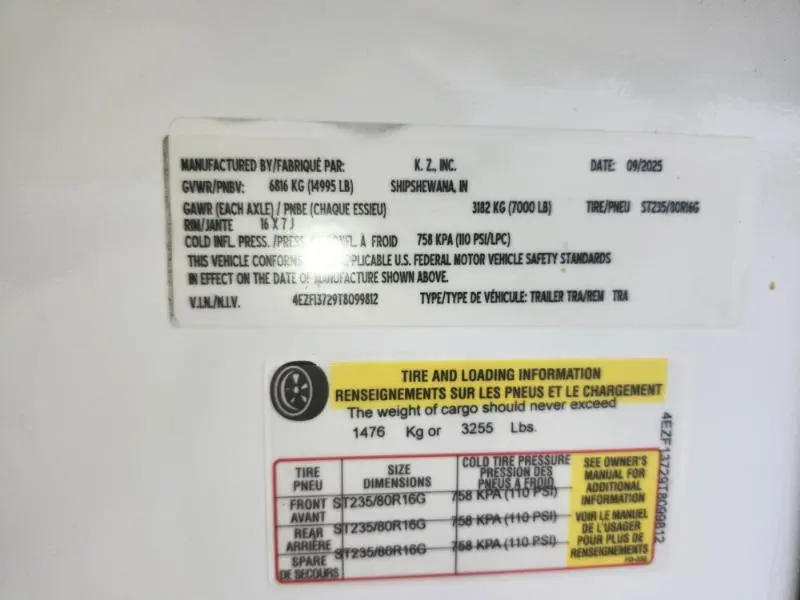 MANUFACTURED BY/FABRIQUÉ PAR: K. Z., INC. DATE: 09/2025
GVWR/PNBV: 6816 KG (14995 LB) SHIPSHEWANA, IN
GAWR (EACH AXLE) / PNBE (CHAQUE ESSIEU) 3182 KG (7000 LB) TIRE/PNEU ST235/80R16G
RIM/JANTE 16 X 7 J
COLD INFL. PRESS. /PRESS. INFL. À FROID 758 KPA (110 PSI/LPC)
THIS VEHICLE CONFORMS APPLICABLE U.S. FEDERAL MOTOR VEHICLE SAFETY STANDARDS
IN EFFECT ON THE DATE OF MANUFACTURE SHOWN ABOVE.
V.I.N./N.I.V. 4EZF13729T8099812 TYPE/TYPE DE VÉHICULE: TRAILER TRA/REM TRA
TIRE AND LOADING INFORMATION
RENSEIGNEMENTS SUR LES PNEUS ET LE CHARGEMENT
The weight of cargo should never exceed
1476 Kg or 3255 Lbs.
TIRE
PNEU
SIZE
DIMENSIONS
COLD TIRE PRESSURE
PRESSION DES
PNEUS A FROID
SEE OWNER'S
MANUAL FOR
ADDITIONAL
INFORMATION
VOIR LE MANUEL
DE L'USAGER
POUR PLUS DE
RENSEIGNEMENTS
FRONT
AVANT
ST235/80R16G
758 KPA (110 PSI)
REAR
ARRIÈRE
ST235/80R16G
758 KPA (110 PSI)
SPARE
DE SECOURS
ST235/80R16G
758 KPA (110 PSI)
4EZF13729T8099812